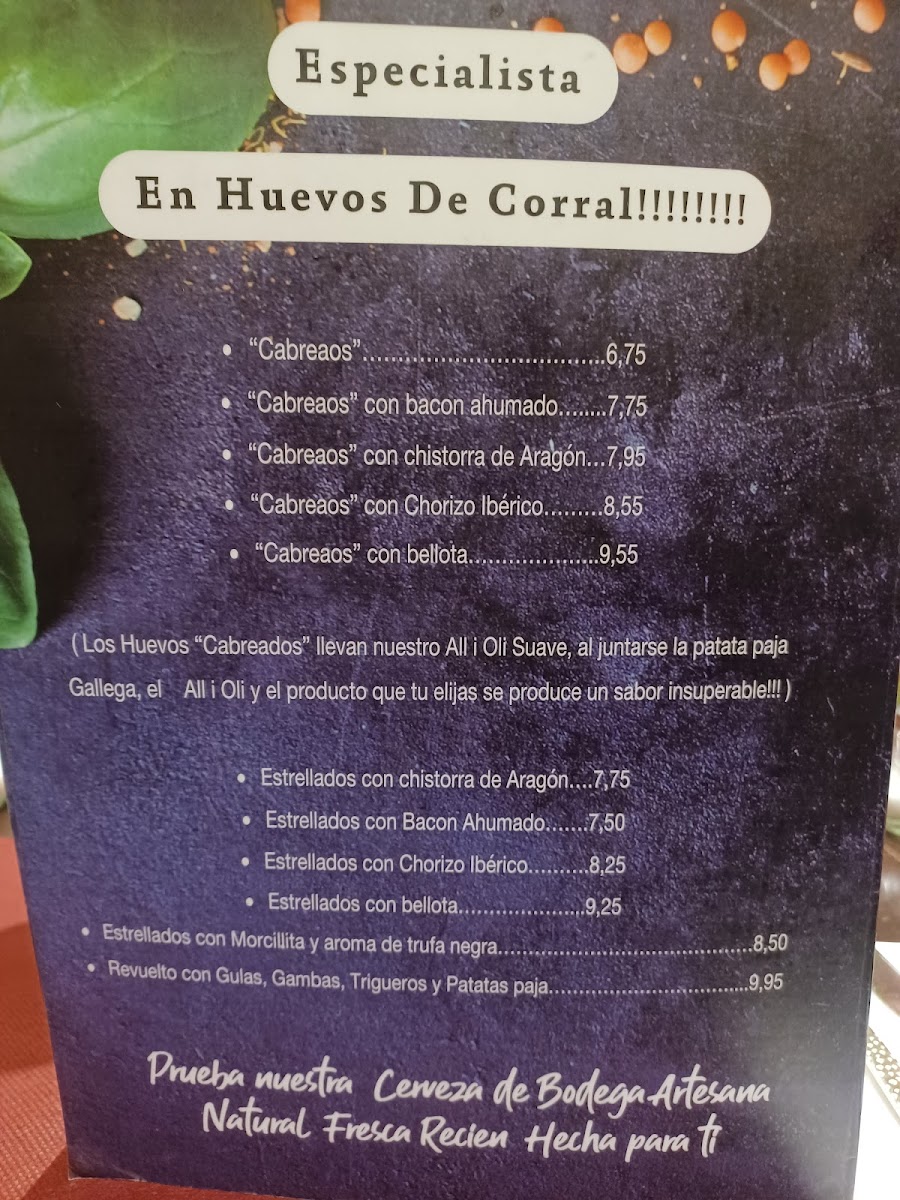 Especialista
En Huevos De Corral!!!!!!!!
• “Cabreaos”......................................6,75
• “Cabreaos” con bacon ahumado........7,75
• “Cabreaos” con chistorra de Aragón...7,95
• “Cabreaos” con Chorizo Ibérico.........8,55
• “Cabreaos” con bellota....................9,55
( Los Huevos “Cabreados” llevan nuestro All i Oli Suave, al juntarse la patata paja
Gallega, el All i Oli y el producto que tu elijas se produce un sabor insuperable!!! )
• Estrellados con chistorra de Aragón....7,75
• Estrellados con Bacon Ahumado.......7,50
• Estrellados con Chorizo Ibérico..........8,25
• Estrellados con bellota.....................9,25
• Estrellados con Morcillita y aroma de trufa negra..........................................8,50
• Revuelto con Gulas, Gambas, Trigueros y Patatas paja.................................9,95
Prueba nuestra Cerveza de Bodega Artesana
Natural Fresca Recien Hecha para ti